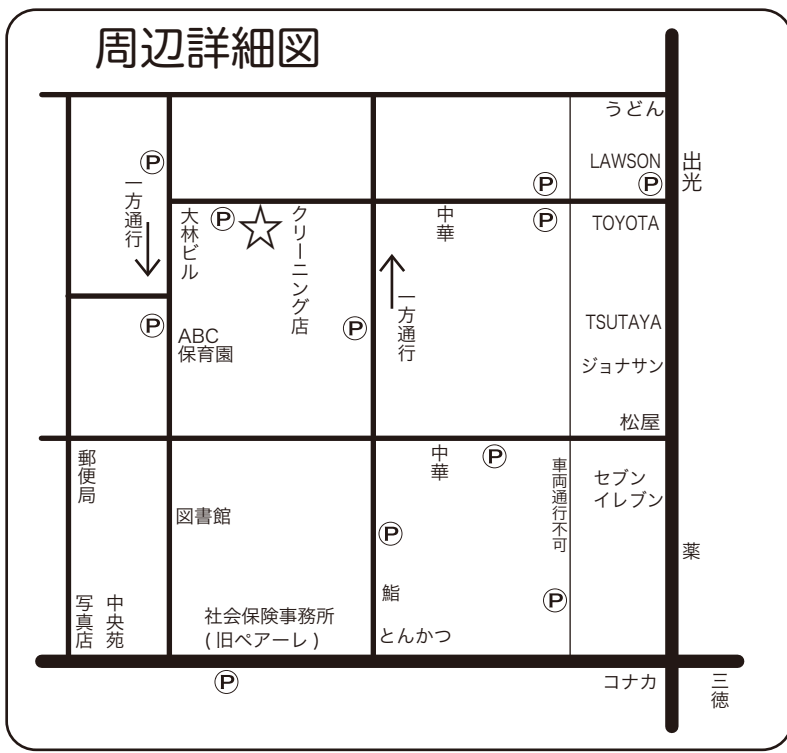 周辺詳細図
うどん
LAWSON
出光
P
P
P
一方通行
大林ビル
P
クリーニング店
中華
P
TOYOTA
一方通行
P
ABC
保育園
P
TSUTAYA
ジョナサン
松屋
郵便局
図書館
中華
P
車両通行不可
セブン
イレブン
P
薬
写真店
中央苑
社会保険事務所
(旧ペアーレ)
鮨
とんかつ
P
P
コナカ
三徳